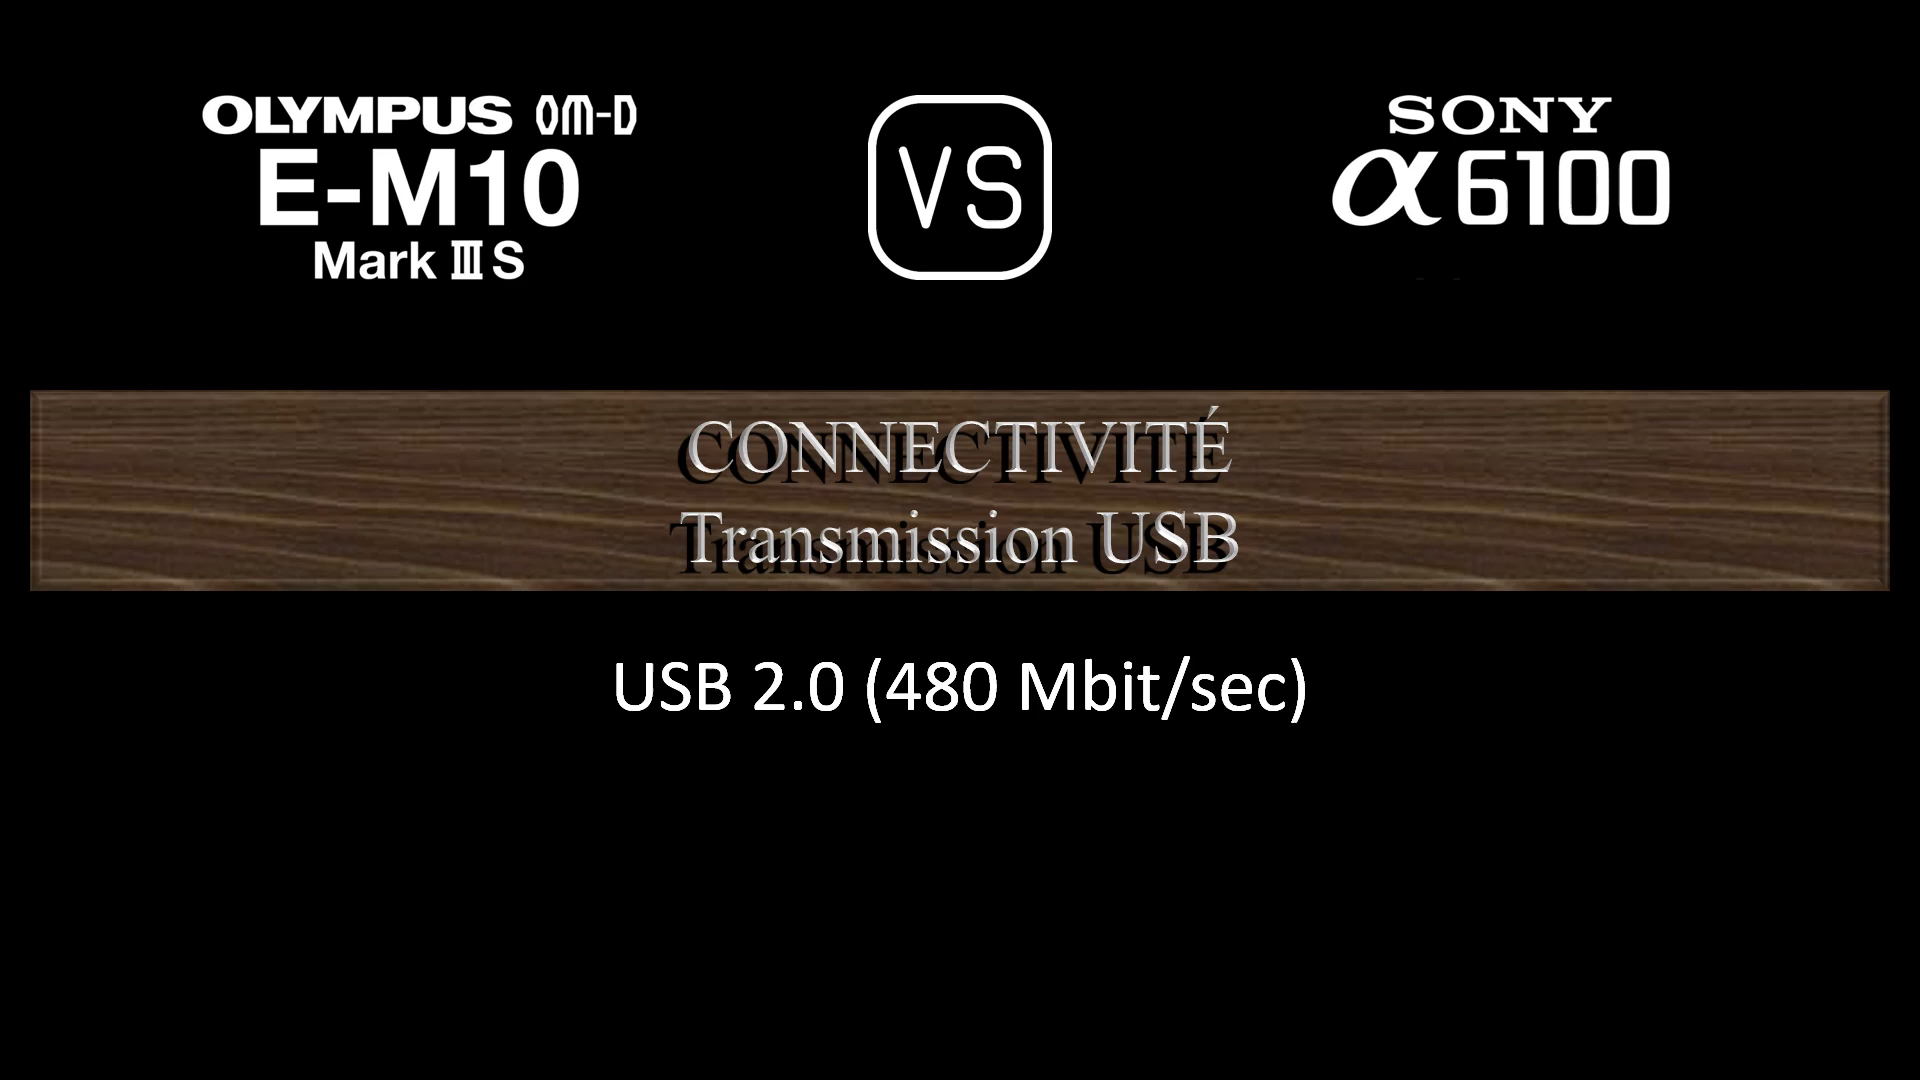 OLYMPUS OM-D
E-M10
Mark III S
VS
SONY
α6100
CONNECTIVITÉ
Transmission USB
USB 2.0 (480 Mbit/sec)